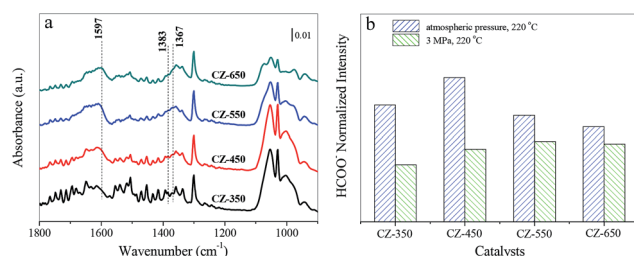 a
1597
1383
1367
0.01
CZ-650
CZ-550
CZ-450
CZ-350
Absorbance (a.u.)
1800
1600
1400
1200
1000
Wavenumber (cm⁻¹)
b
atmospheric pressure, 220 °C
3 MPa, 220 °C
HCOO⁻ Normalized Intensity
CZ-350
CZ-450
CZ-550
CZ-650
Catalysts